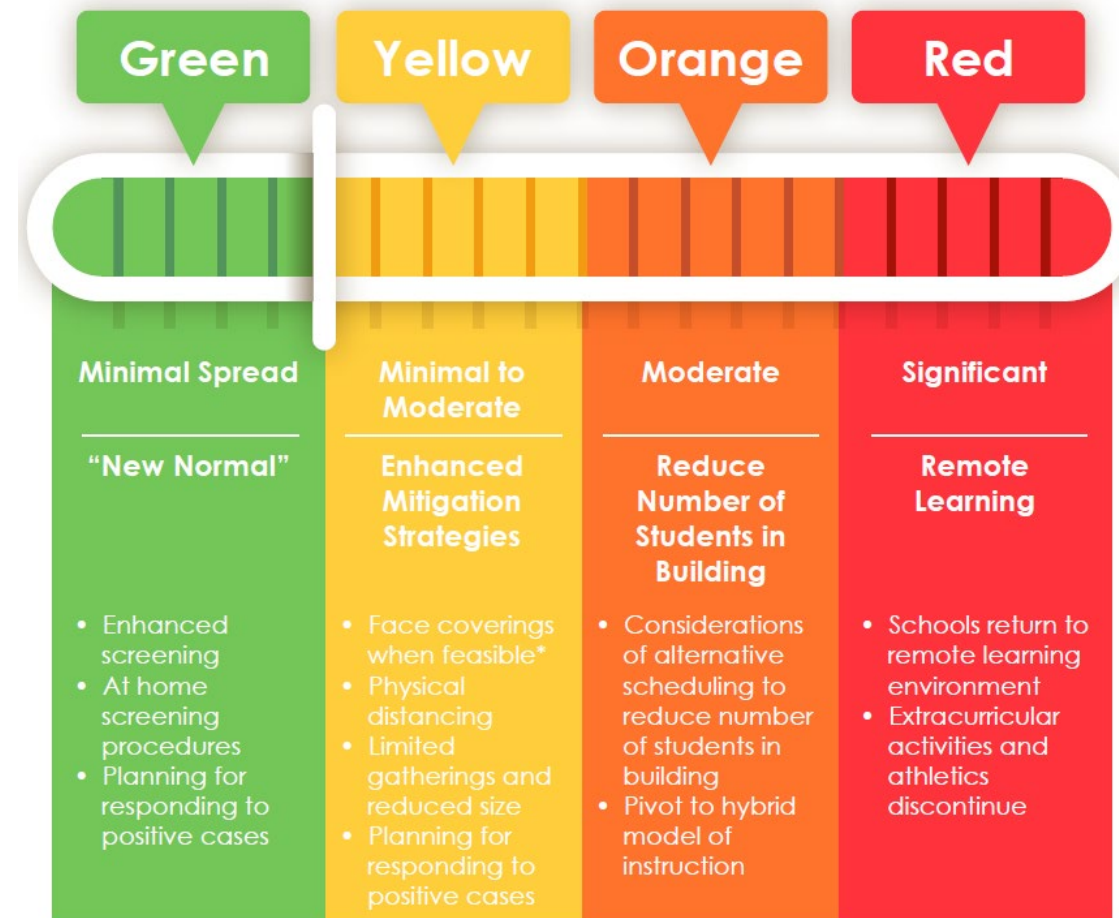 Green
Yellow
Orange
Red
Minimal Spread
"New Normal"
• Enhanced
screening
• At home
screening
procedures
• Planning for
responding to
positive cases
Minimal to
Moderate
Enhanced
Mitigation
Strategies
• Face coverings
when feasible*
• Physical
distancing
• Limited
gatherings and
reduced size
• Planning for
responding to
positive cases
Moderate
Reduce
Number of
Students in
Building
• Considerations
of alternative
scheduling to
reduce number
of students in
building
• Pivot to hybrid
model of
instruction
Significant
Remote
Learning
• Schools return to
remote learning
environment
• Extracurricular
activities and
athletics
discontinue